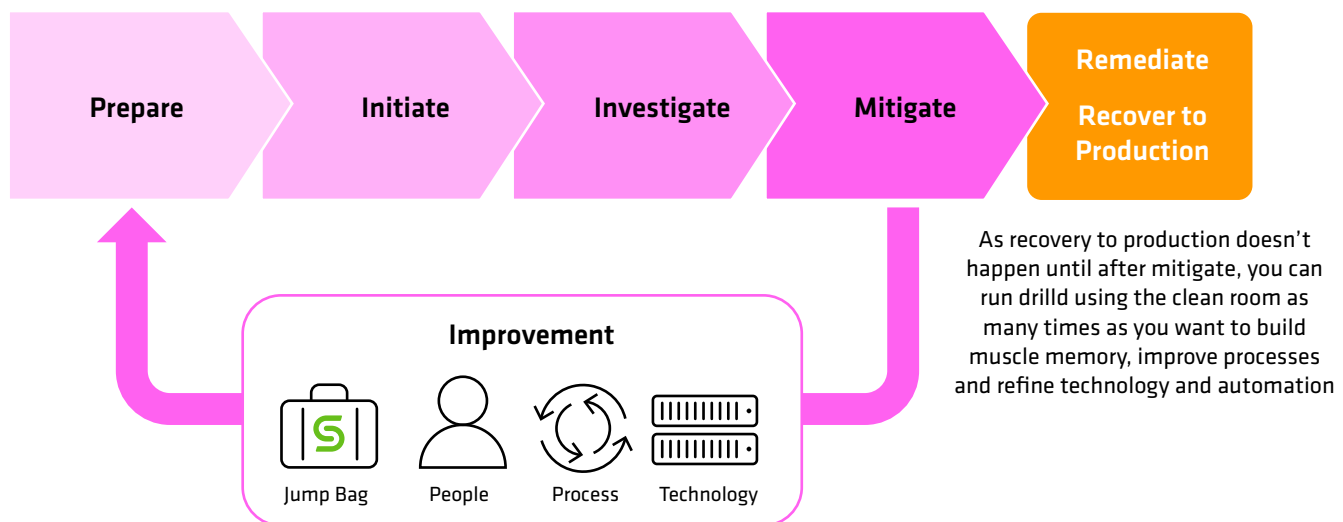 Prepare
Initiate
Investigate
Mitigate
Remediate
Recover to
Production
As recovery to production doesn’t
happen until after mitigate, you can
run drilld using the clean room as
many times as you want to build
muscle memory, improve processes
and refine technology and automation
Improvement
Jump Bag
People
Process
Technology